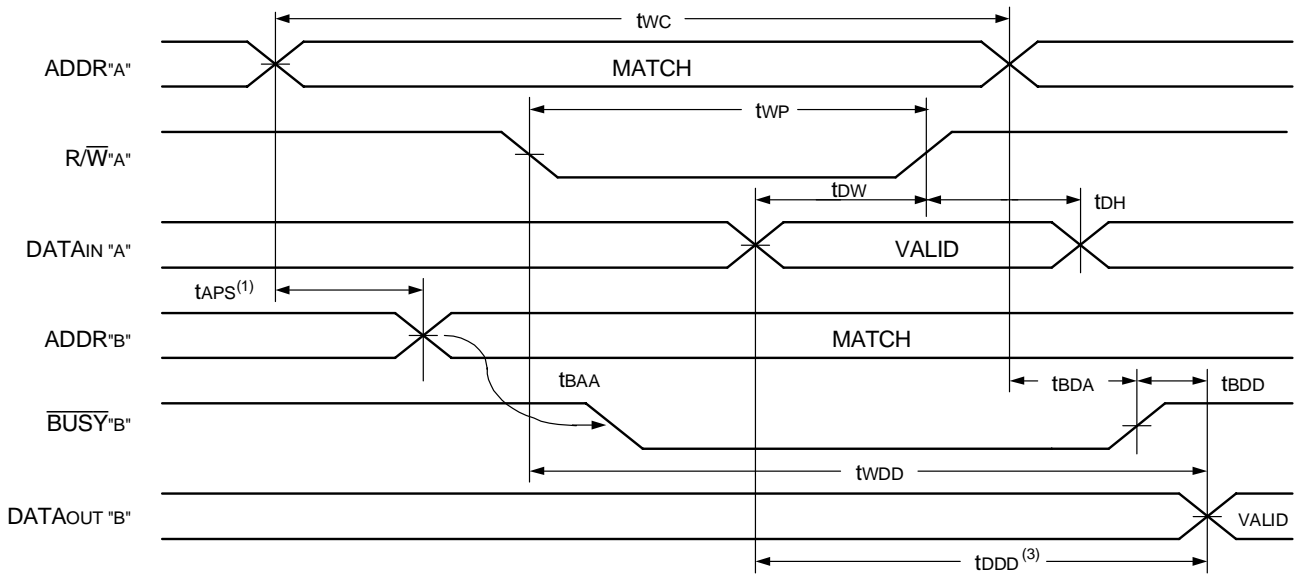 tWC
ADDR"A"
MATCH
tWP
R/W̅"A"
tDW
tDH
DATAIN "A"
VALID
tAPS(1)
ADDR"B"
MATCH
tBAA
tBDA
tBDD
B̅U̅S̅Y̅"B"
tWDD
DATAOUT "B"
VALID
tDDD(3)